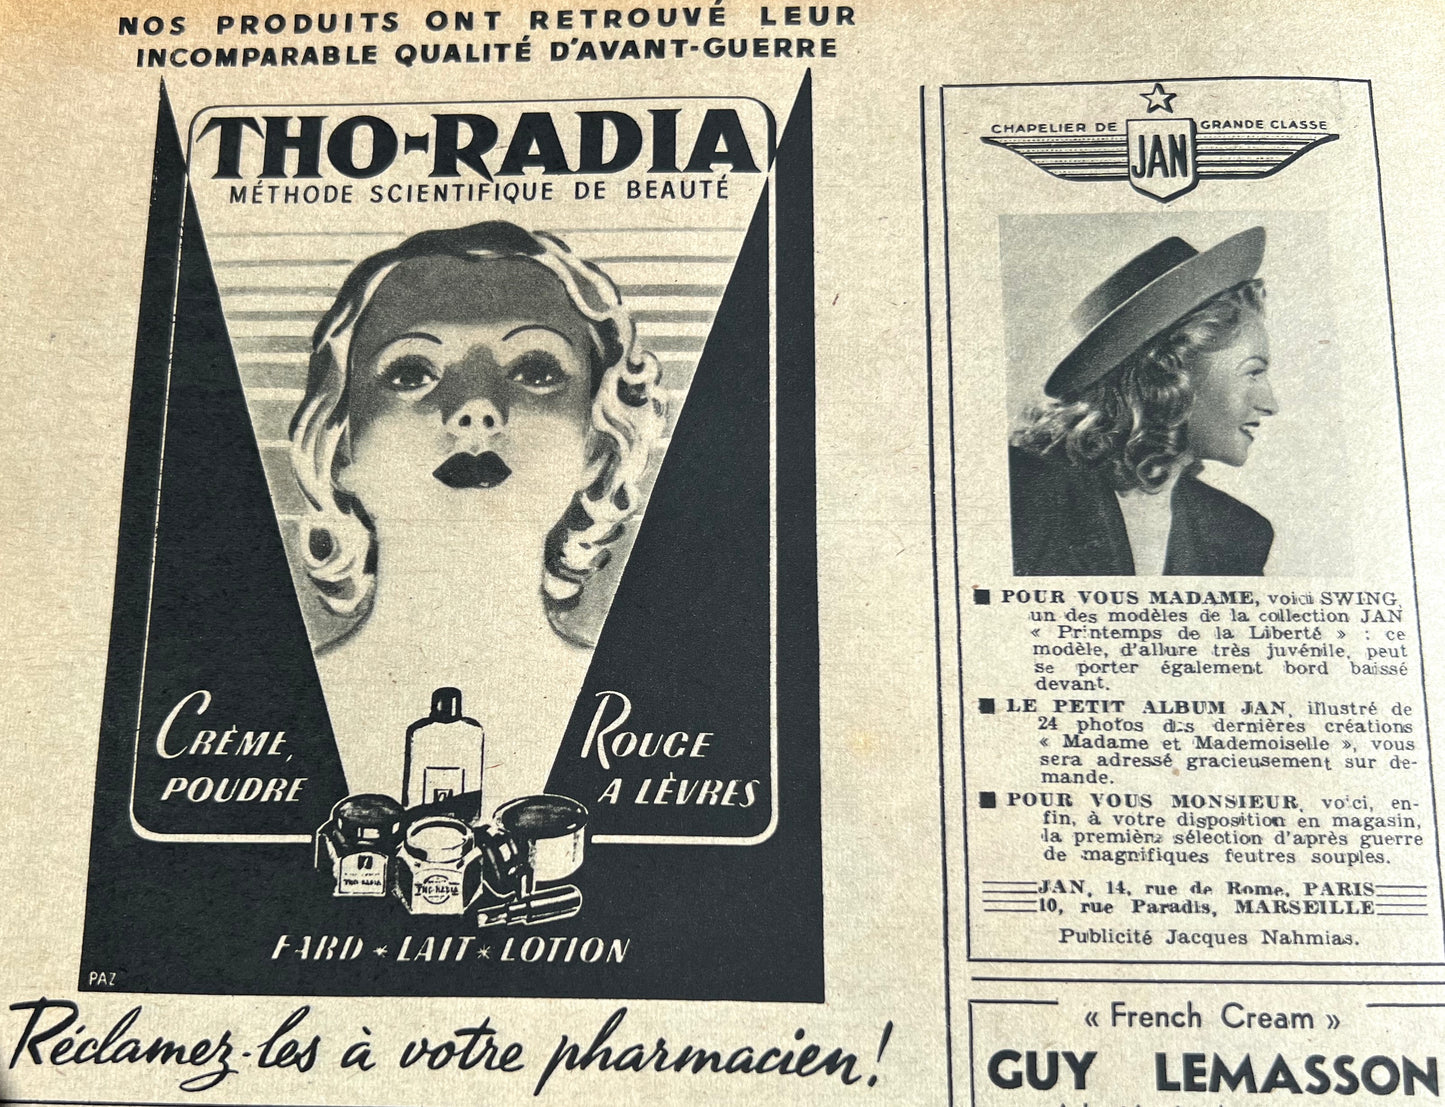 NOS PRODUITS ONT RETROUVÉ LEUR
INCOMPARABLE QUALITÉ D'AVANT-GUERRE
THO-RADIA
MÉTHODE SCIENTIFIQUE DE BEAUTÉ
CRÈME,
POUDRE
ROUGE
A LÈVRES
THO-RADIA
THO-RADIA
FARD * LAIT * LOTION
PAZ
Réclamez-les à votre pharmacien!
CHAPELIER DE GRANDE CLASSE
JAN
■ POUR VOUS MADAME, voici SWING,
un des modèles de la collection JAN
« Printemps de la Liberté » : ce
modèle, d'allure très juvénile, peut
se porter également bord baissé
devant.
■ LE PETIT ALBUM JAN, illustré de
24 photos des dernières créations
« Madame et Mademoiselle », vous
sera adressé gracieusement sur de-
mande.
■ POUR VOUS MONSIEUR, voici, en-
fin, à votre disposition en magasin,
la première sélection d'après guerre
de magnifiques feutres souples.
JAN, 14, rue de Rome, PARIS
10, rue Paradis, MARSEILLE
Publicité Jacques Nahmias.
« French Cream »
GUY LEMASSON